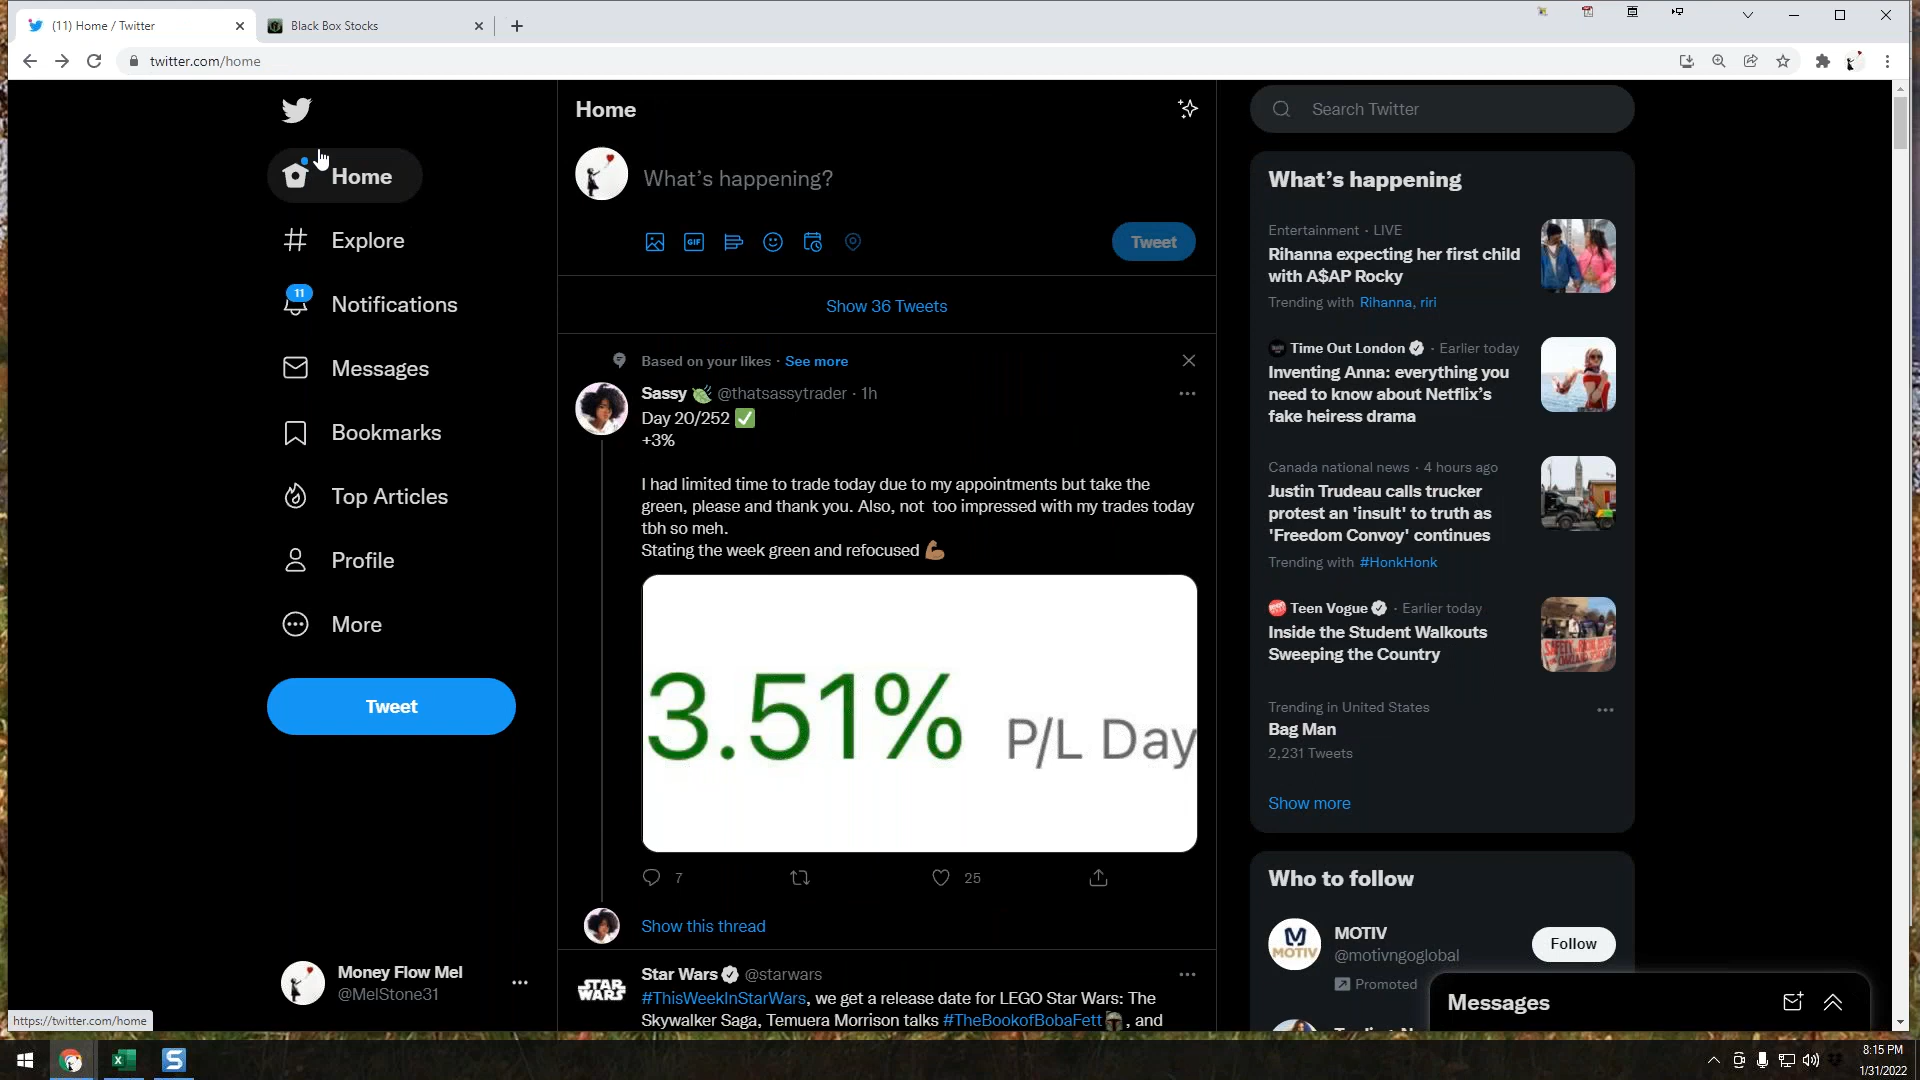 (11) Home / Twitter
Black Box Stocks
twitter.com/home
Home
Explore
11
Notifications
Messages
Bookmarks
Top Articles
Profile
More
Tweet
Money Flow Mel
@MelStone31
https://twitter.com/home
Home
What's happening?
GIF
Tweet
Show 36 Tweets
Based on your likes · See more
Sassy @thatsassytrader · 1h
Day 20/252 ✅
+3%
I had limited time to trade today due to my appointments but take the
green, please and thank you. Also, not too impressed with my trades today
tbh so meh.
Stating the week green and refocused 💪🏽
3.51% P/L Day
7
25
Show this thread
STAR WARS
Star Wars @starwars
#ThisWeekInStarWars, we get a release date for LEGO Star Wars: The
Skywalker Saga, Temuera Morrison talks #TheBookofBobaFett, and
Search Twitter
What's happening
Entertainment · LIVE
Rihanna expecting her first child
with A$AP Rocky
Trending with Rihanna, riri
Time Out London · Earlier today
Inventing Anna: everything you
need to know about Netflix's
fake heiress drama
Canada national news · 4 hours ago
Justin Trudeau calls trucker
protest an 'insult' to truth as
'Freedom Convoy' continues
Trending with #HonkHonk
Teen Vogue · Earlier today
Inside the Student Walkouts
Sweeping the Country
Trending in United States
Bag Man
2,231 Tweets
Show more
Who to follow
MOTIV
MOTIV
@motivngoglobal
Promoted
Follow
Messages
8:15 PM
1/31/2022